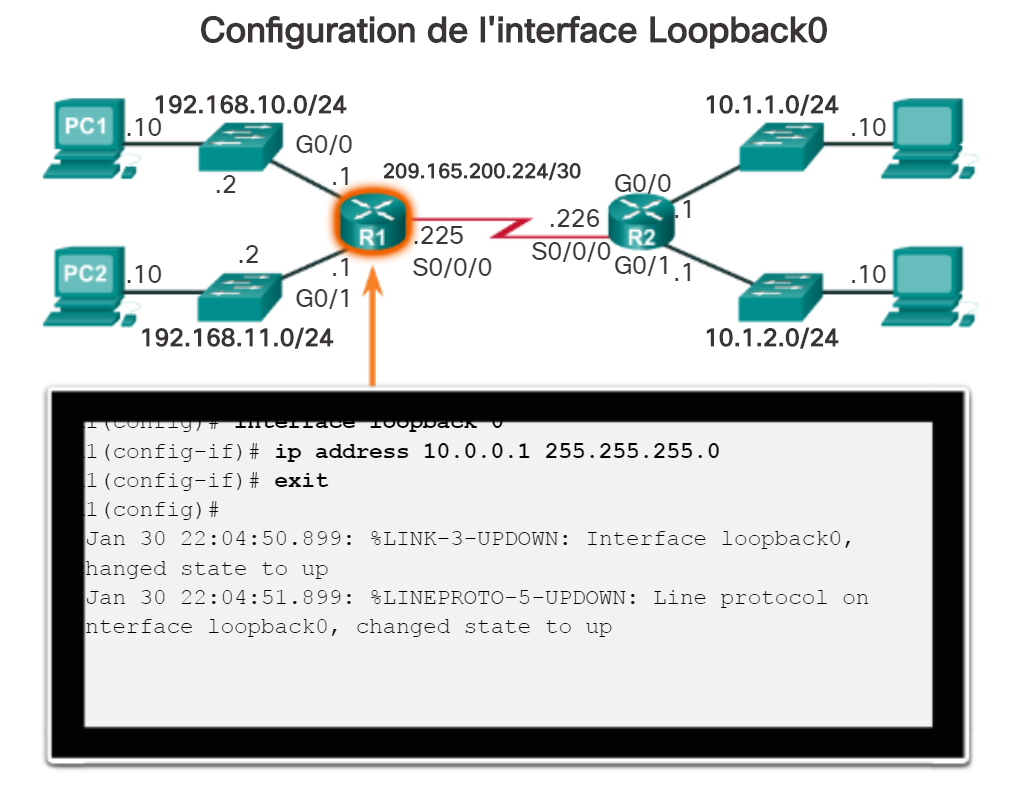 Configuration de l'interface Loopback0
192.168.10.0/24
10.1.1.0/24
PC1
.10
.10
G0/0
.2
.1
209.165.200.224/30
G0/0
.1
R1
.225
S0/0/0
.226
S0/0/0
R2
PC2
.10
.2
.1
G0/1
G0/1
.1
.10
192.168.11.0/24
10.1.2.0/24
1(config)# interface loopback 0
1(config-if)# ip address 10.0.0.1 255.255.255.0
1(config-if)# exit
1(config)#
Jan 30 22:04:50.899: %LINK-3-UPDOWN: Interface loopback0,
hanged state to up
Jan 30 22:04:51.899: %LINEPROTO-5-UPDOWN: Line protocol on
nterface loopback0, changed state to up